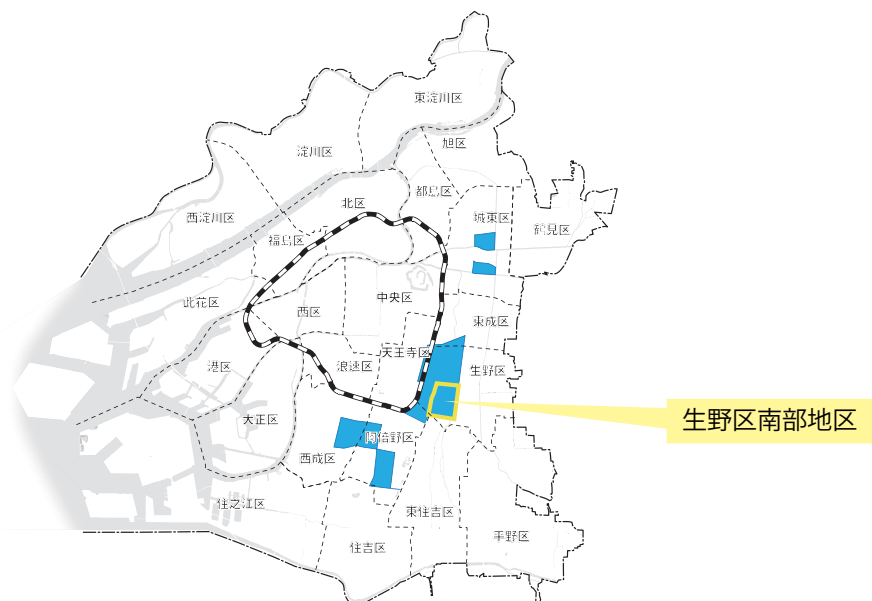 東淀川区
旭区
淀川区
都島区
北区
城東区
西淀川区
鶴見区
福島区
中央区
此花区
西区
東成区
天王寺区
港区
浪速区
生野区
生野区南部地区
大正区
阿倍野区
西成区
住之江区
東住吉区
平野区
住吉区